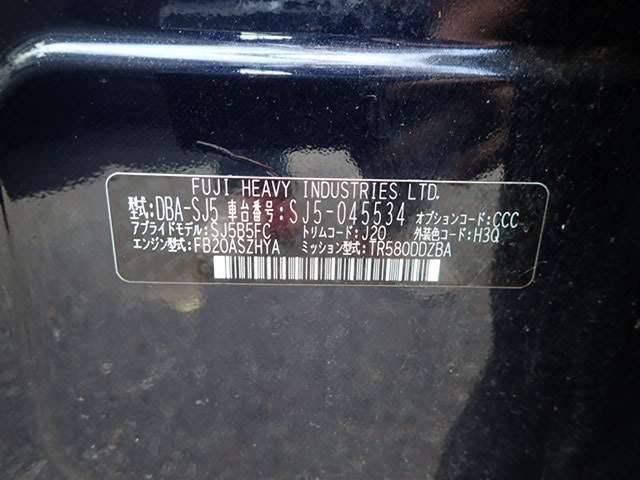 FUJI HEAVY INDUSTRIES LTD.
型式:DBA-SJ5 車台番号:SJ5-045534 オプションコード:CCC
アプライドモデル:SJ5B5FC トリムコード:J20 外装色コード:H3Q
エンジン型式:FB20ASZHYA ミッション型式:TR580DDZBA